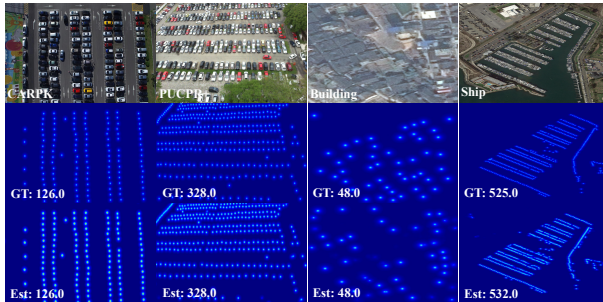 CARPK
PUCPR+
Building
Ship
GT: 126.0
GT: 328.0
GT: 48.0
GT: 525.0
Est: 126.0
Est: 328.0
Est: 48.0
Est: 532.0